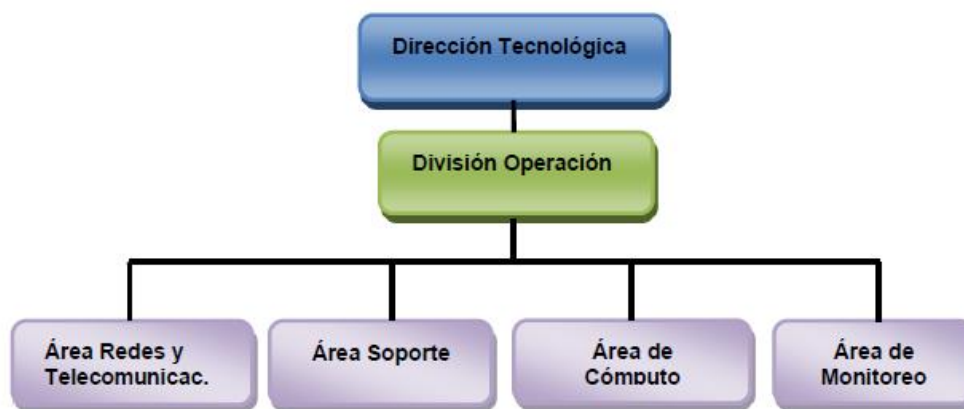 Dirección Tecnológica
División Operación
Área Redes y
Telecomunicac.
Área Soporte
Área de
Cómputo
Área de
Monitoreo